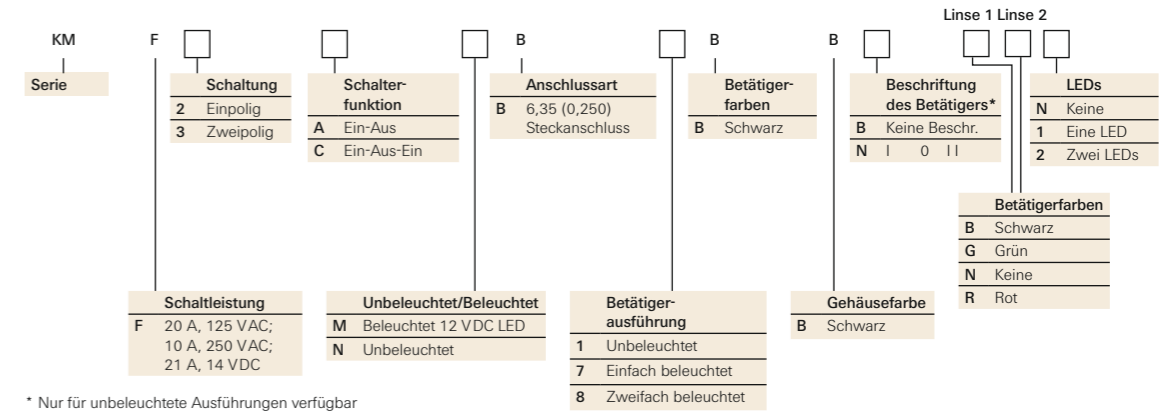 Linse 1 Linse 2
KM F B B B
Serie
Schaltung
2 Einpolig
3 Zweipolig
Schalter-
funktion
A Ein-Aus
C Ein-Aus-Ein
Anschlussart
B 6,35 (0,250)
Steckanschluss
Betätiger-
farben
B Schwarz
Beschriftung
des Betätigers*
B Keine Beschr.
N I 0 II
LEDs
N Keine
1 Eine LED
2 Zwei LEDs
Betätigerfarben
B Schwarz
G Grün
N Keine
R Rot
Schaltleistung
F 20 A, 125 VAC;
10 A, 250 VAC;
21 A, 14 VDC
Unbeleuchtet/Beleuchtet
M Beleuchtet 12 VDC LED
N Unbeleuchtet
Betätiger-
ausführung
1 Unbeleuchtet
7 Einfach beleuchtet
8 Zweifach beleuchtet
Gehäusefarbe
B Schwarz
* Nur für unbeleuchtete Ausführungen verfügbar